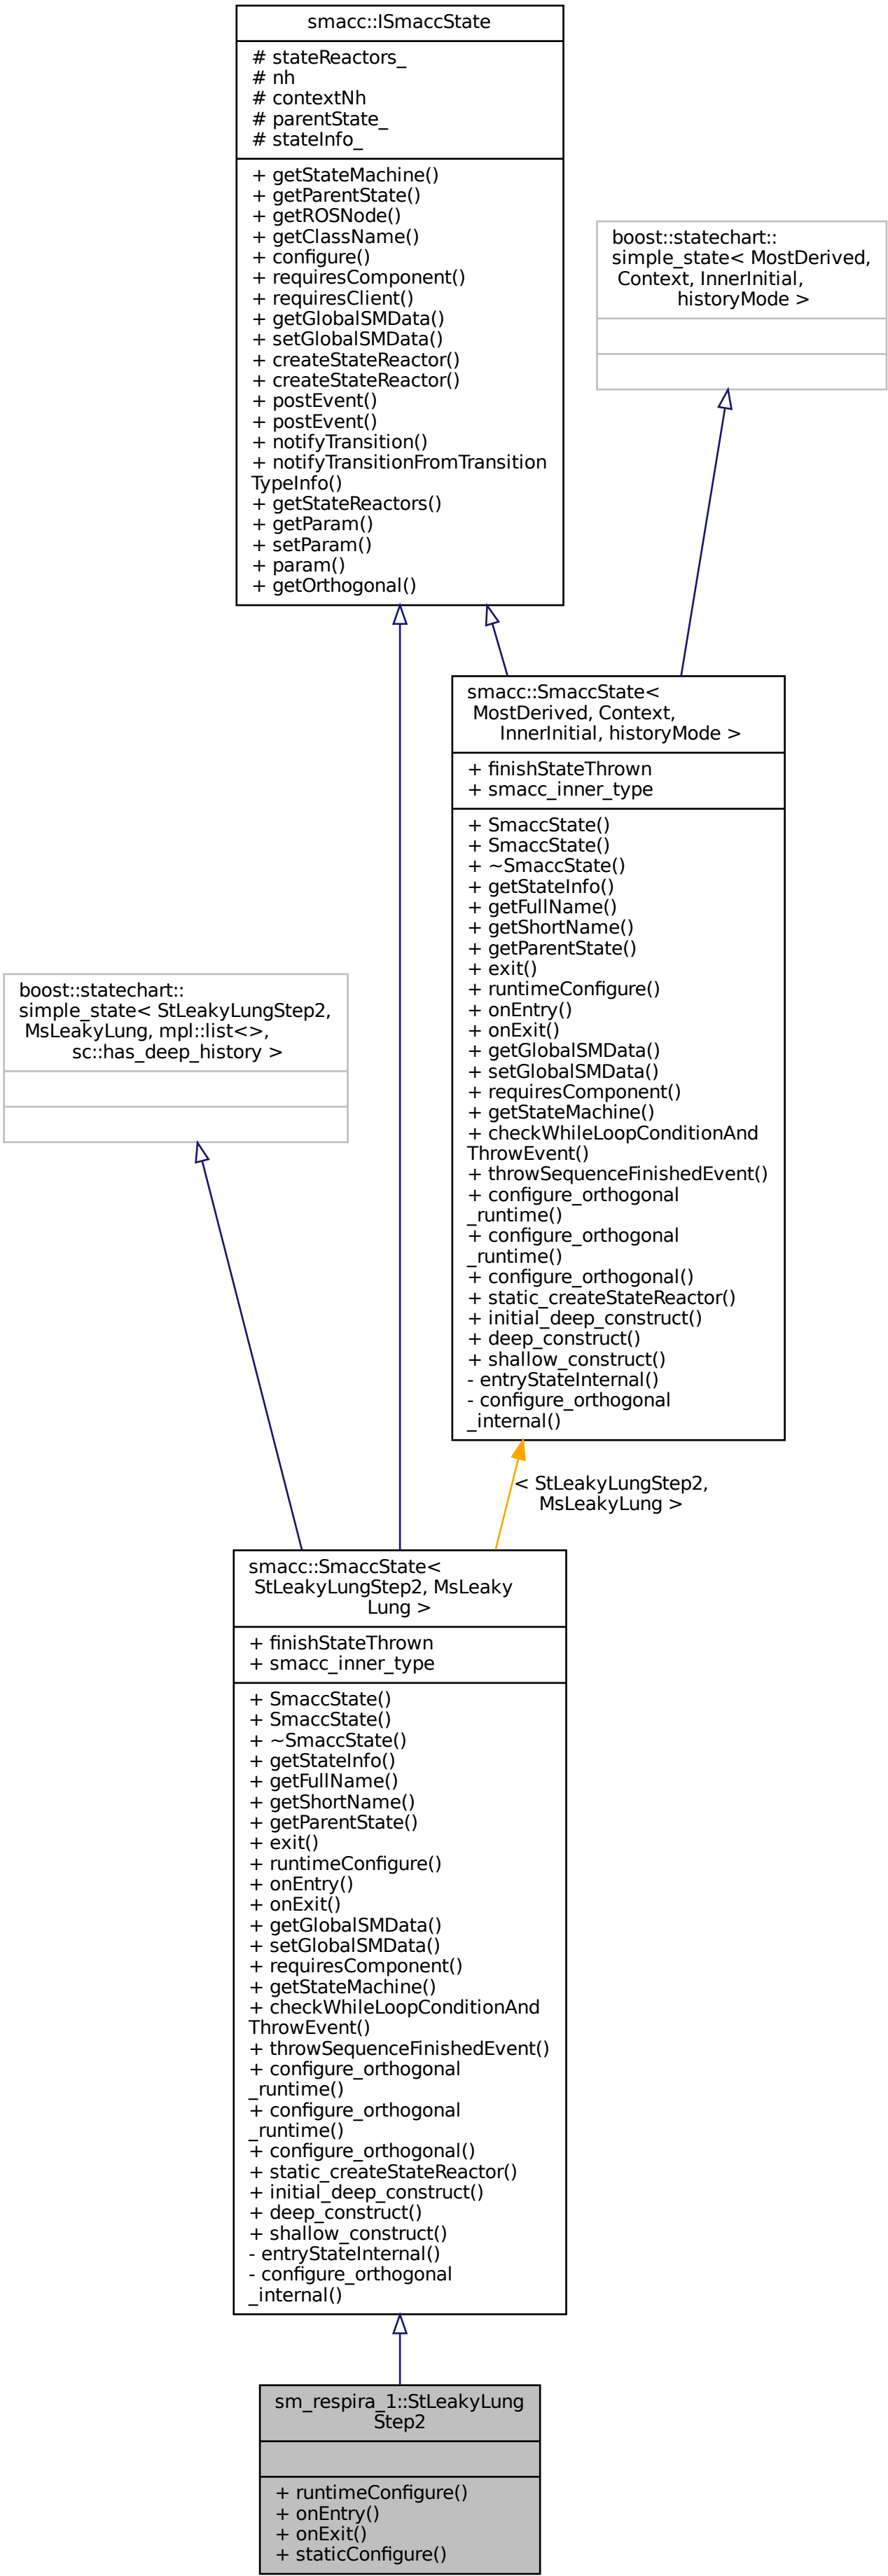 smacc::ISmaccState
# stateReactors_
# nh
# contextNh
# parentState_
# stateInfo_
+ getStateMachine()
+ getParentState()
+ getROSNode()
+ getClassName()
+ configure()
+ requiresComponent()
+ requiresClient()
+ getGlobalSMData()
+ setGlobalSMData()
+ createStateReactor()
+ createStateReactor()
+ postEvent()
+ postEvent()
+ notifyTransition()
+ notifyTransitionFromTransition
TypeInfo()
+ getStateReactors()
+ getParam()
+ setParam()
+ param()
+ getOrthogonal()
boost::statechart::
simple_state< MostDerived,
Context, InnerInitial,
historyMode >
smacc::SmaccState<
MostDerived, Context,
InnerInitial, historyMode >
+ finishStateThrown
+ smacc_inner_type
+ SmaccState()
+ SmaccState()
+ ~SmaccState()
+ getStateInfo()
+ getFullName()
+ getShortName()
+ getParentState()
+ exit()
+ runtimeConfigure()
+ onEntry()
+ onExit()
+ getGlobalSMData()
+ setGlobalSMData()
+ requiresComponent()
+ getStateMachine()
+ checkWhileLoopConditionAnd
ThrowEvent()
+ throwSequenceFinishedEvent()
+ configure_orthogonal
_runtime()
+ configure_orthogonal
_runtime()
+ configure_orthogonal()
+ static_createStateReactor()
+ initial_deep_construct()
+ deep_construct()
+ shallow_construct()
- entryStateInternal()
- configure_orthogonal
_internal()
boost::statechart::
simple_state< StLeakyLungStep2,
MsLeakyLung, mpl::list<>,
sc::has_deep_history >
< StLeakyLungStep2,
MsLeakyLung >
smacc::SmaccState<
StLeakyLungStep2, MsLeaky
Lung >
+ finishStateThrown
+ smacc_inner_type
+ SmaccState()
+ SmaccState()
+ ~SmaccState()
+ getStateInfo()
+ getFullName()
+ getShortName()
+ getParentState()
+ exit()
+ runtimeConfigure()
+ onEntry()
+ onExit()
+ getGlobalSMData()
+ setGlobalSMData()
+ requiresComponent()
+ getStateMachine()
+ checkWhileLoopConditionAnd
ThrowEvent()
+ throwSequenceFinishedEvent()
+ configure_orthogonal
_runtime()
+ configure_orthogonal
_runtime()
+ configure_orthogonal()
+ static_createStateReactor()
+ initial_deep_construct()
+ deep_construct()
+ shallow_construct()
- entryStateInternal()
- configure_orthogonal
_internal()
sm_respira_1::StLeakyLung
Step2
+ runtimeConfigure()
+ onEntry()
+ onExit()
+ staticConfigure()